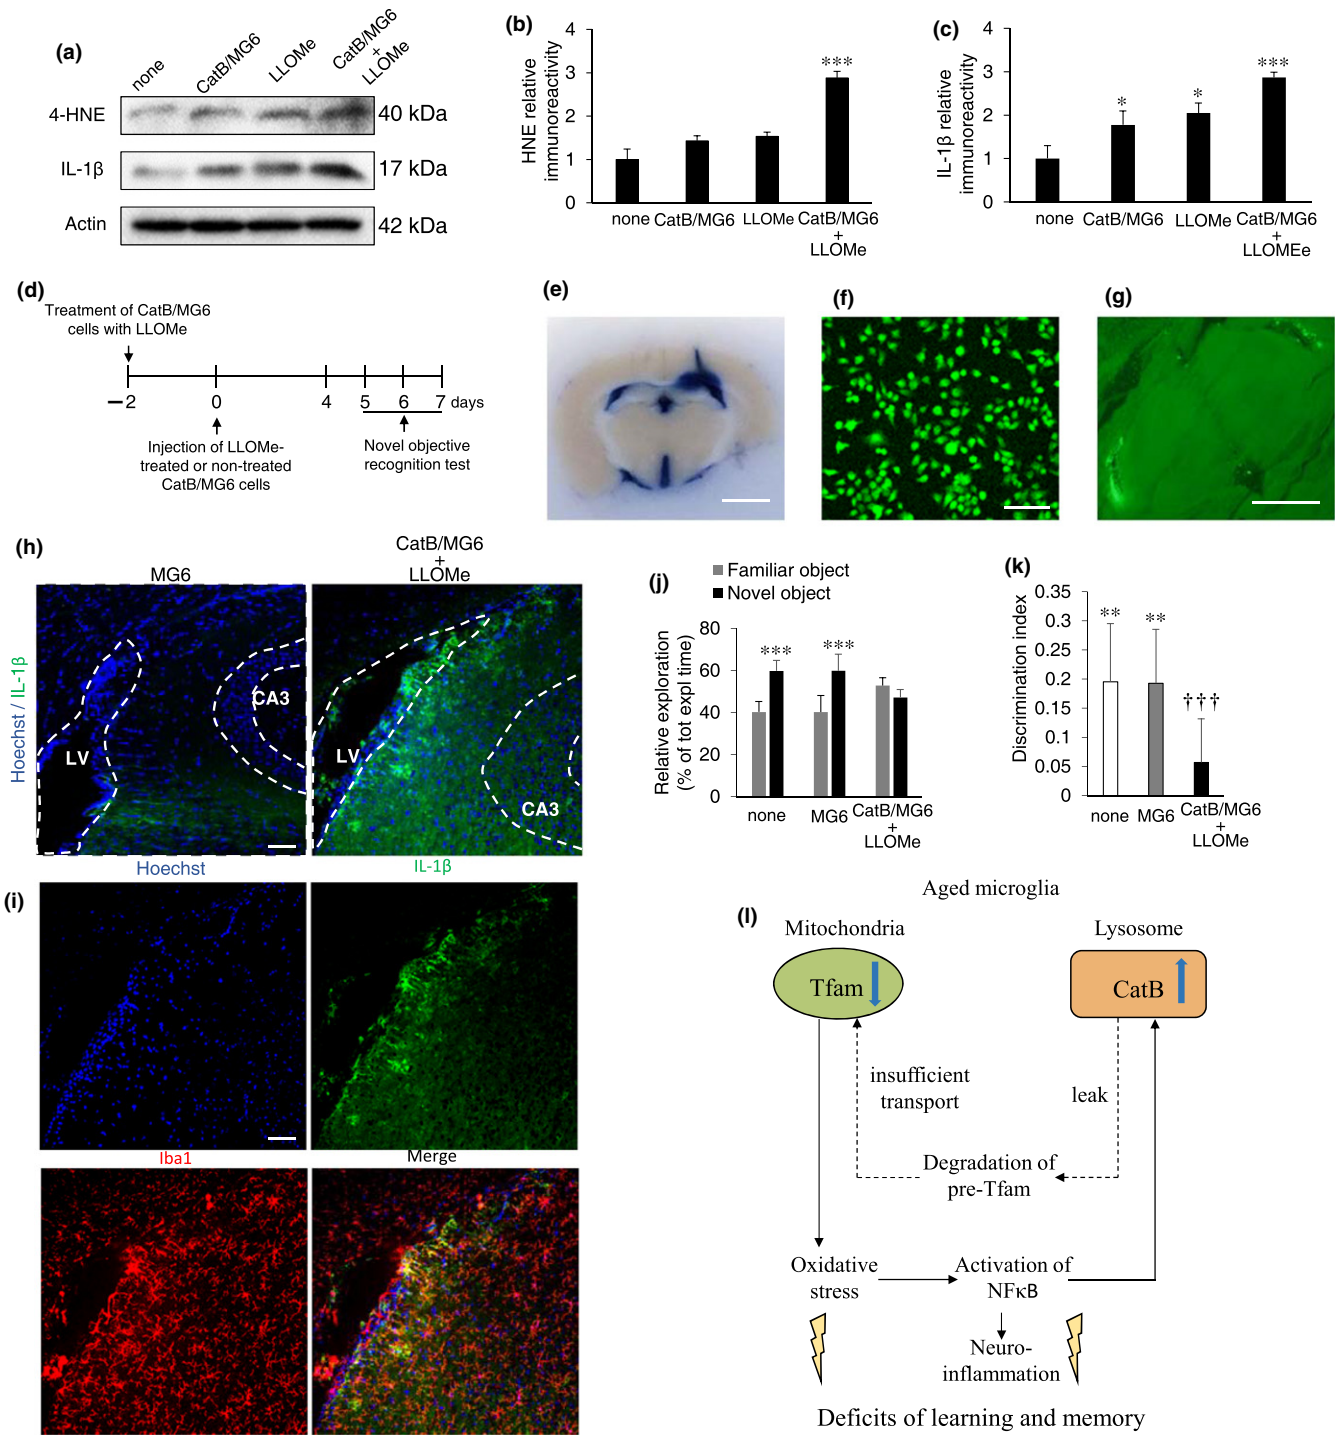 (a)
none
CatB/MG6
LLOMe
CatB/MG6
+
LLOMe
4-HNE
40 kDa
IL-1β
17 kDa
Actin
42 kDa
(b)
HNE relative
immunoreactivity
4
3
2
1
0
***
none
CatB/MG6
LLOMe
CatB/MG6
+
LLOMe
(c)
IL-1β relative
immunoreactivity
4
3
2
1
0
*
*
***
none
CatB/MG6
LLOMe
CatB/MG6
+
LLOMEe
(d)
Treatment of CatB/MG6
cells with LLOMe
−2
0
4
5
6
7
days
Injection of LLOMe-
treated or non-treated
CatB/MG6 cells
Novel objective
recognition test
(e)
(f)
(g)
(h)
MG6
CatB/MG6
+
LLOMe
Hoechst / IL-1β
LV
CA3
LV
CA3
(i)
Hoechst
IL-1β
Iba1
Merge
(j)
Familiar object
Novel object
Relative exploration
(% of tot expl time)
80
60
40
20
0
***
***
none
MG6
CatB/MG6
+
LLOMe
(k)
Discrimination index
0.35
0.3
0.25
0.2
0.15
0.1
0.05
0
**
**
†††
none
MG6
CatB/MG6
+
LLOMe
(l)
Aged microglia
Mitochondria
Lysosome
Tfam
CatB
insufficient
transport
leak
Degradation of
pre-Tfam
Oxidative
stress
Activation of
NFκB
Neuro-
inflammation
Deficits of learning and memory